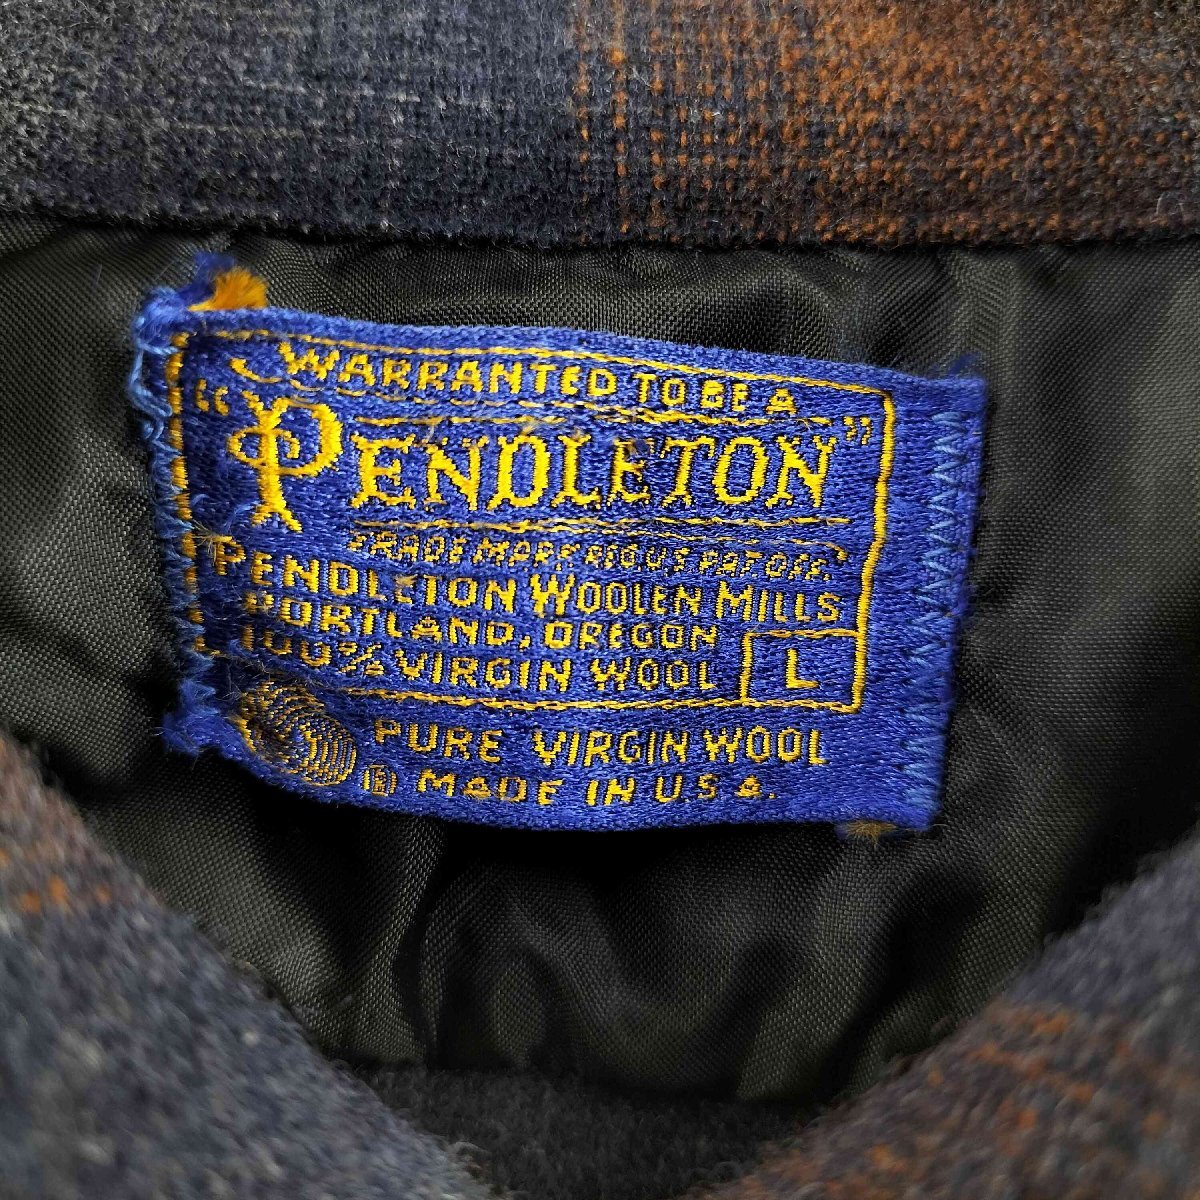 WARRANTED TO BE A
"PENDLETON"
TRADE MARK REG. U.S. PAT. OFF.
PENDLETON WOOLEN MILLS
PORTLAND, OREGON
100% VIRGIN WOOL L
PURE VIRGIN WOOL
® MADE IN U.S.A.